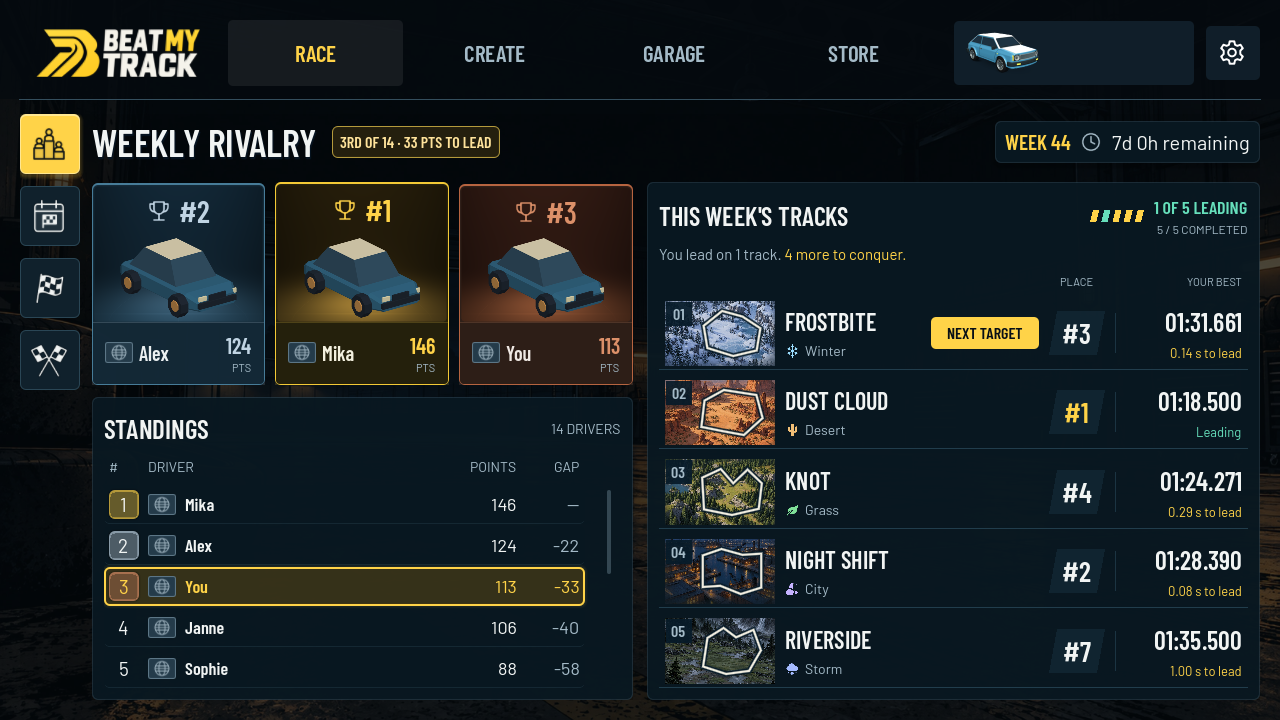 BEAT MY TRACK
RACE
CREATE
GARAGE
STORE
WEEKLY RIVALRY
3RD OF 14 · 33 PTS TO LEAD
WEEK 44
7d 0h remaining
#2
Alex
124
PTS
#1
Mika
146
PTS
#3
You
113
PTS
STANDINGS
14 DRIVERS
# DRIVER POINTS GAP
1 Mika 146 —
2 Alex 124 -22
3 You 113 -33
4 Janne 106 -40
5 Sophie 88 -58
THIS WEEK'S TRACKS
1 OF 5 LEADING
5 / 5 COMPLETED
You lead on 1 track. 4 more to conquer.
PLACE YOUR BEST
01 FROSTBITE NEXT TARGET #3 01:31.661
Winter 0.14 s to lead
02 DUST CLOUD #1 01:18.500
Desert Leading
03 KNOT #4 01:24.271
Grass 0.29 s to lead
04 NIGHT SHIFT #2 01:28.390
City 0.08 s to lead
05 RIVERSIDE #7 01:35.500
Storm 1.00 s to lead